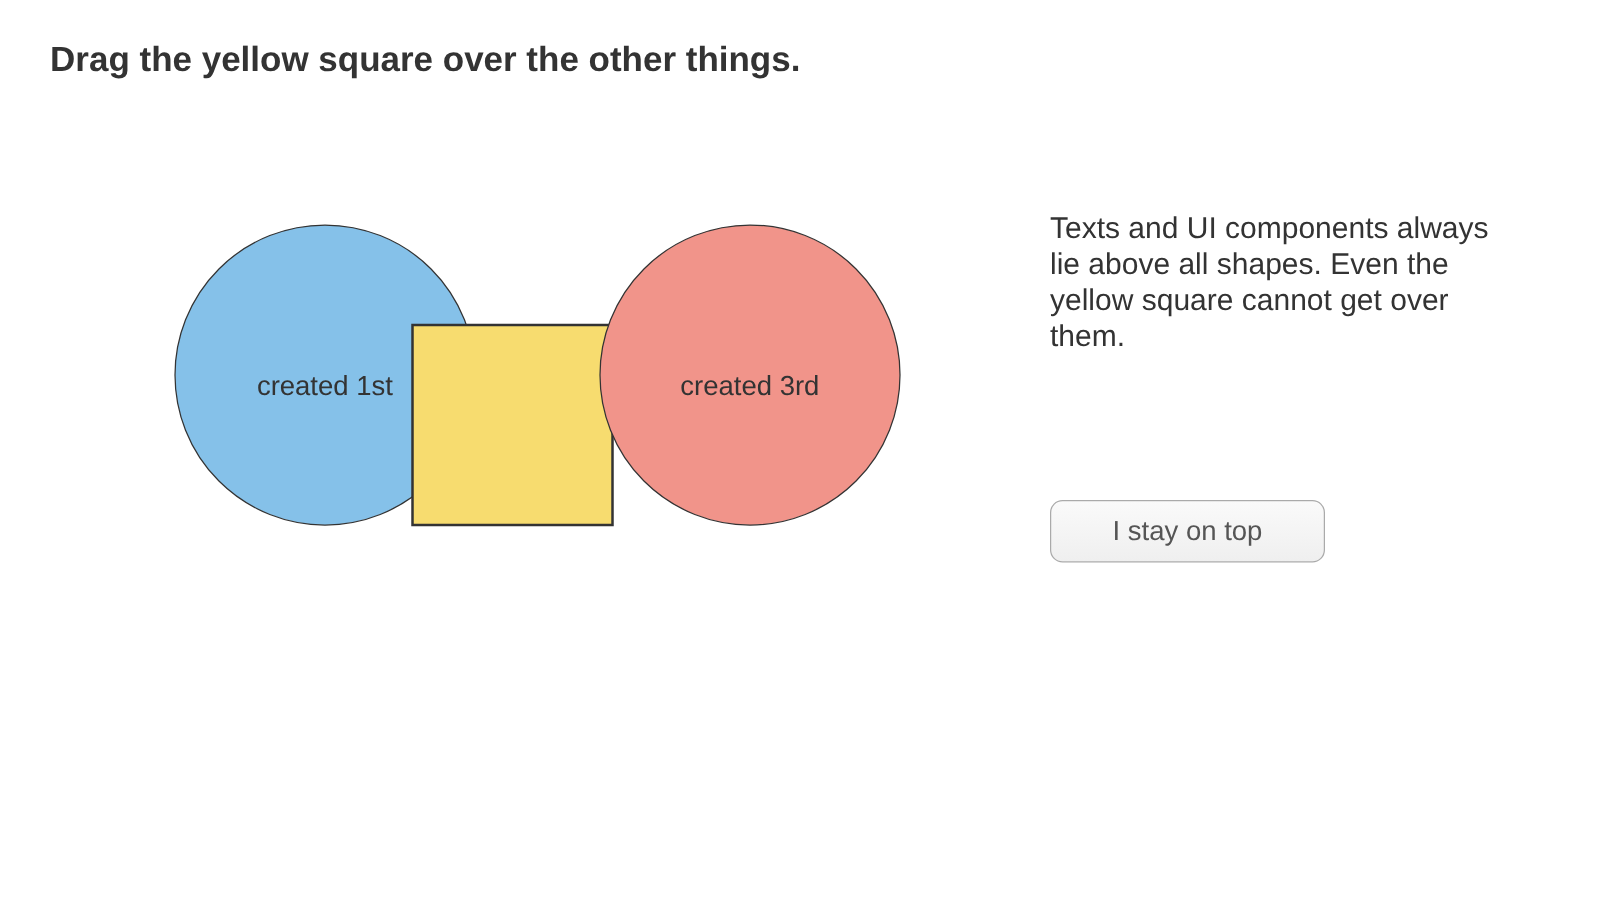 Drag the yellow square over the other things.
created 1st
created 3rd
Texts and UI components always
lie above all shapes. Even the
yellow square cannot get over
them.
I stay on top